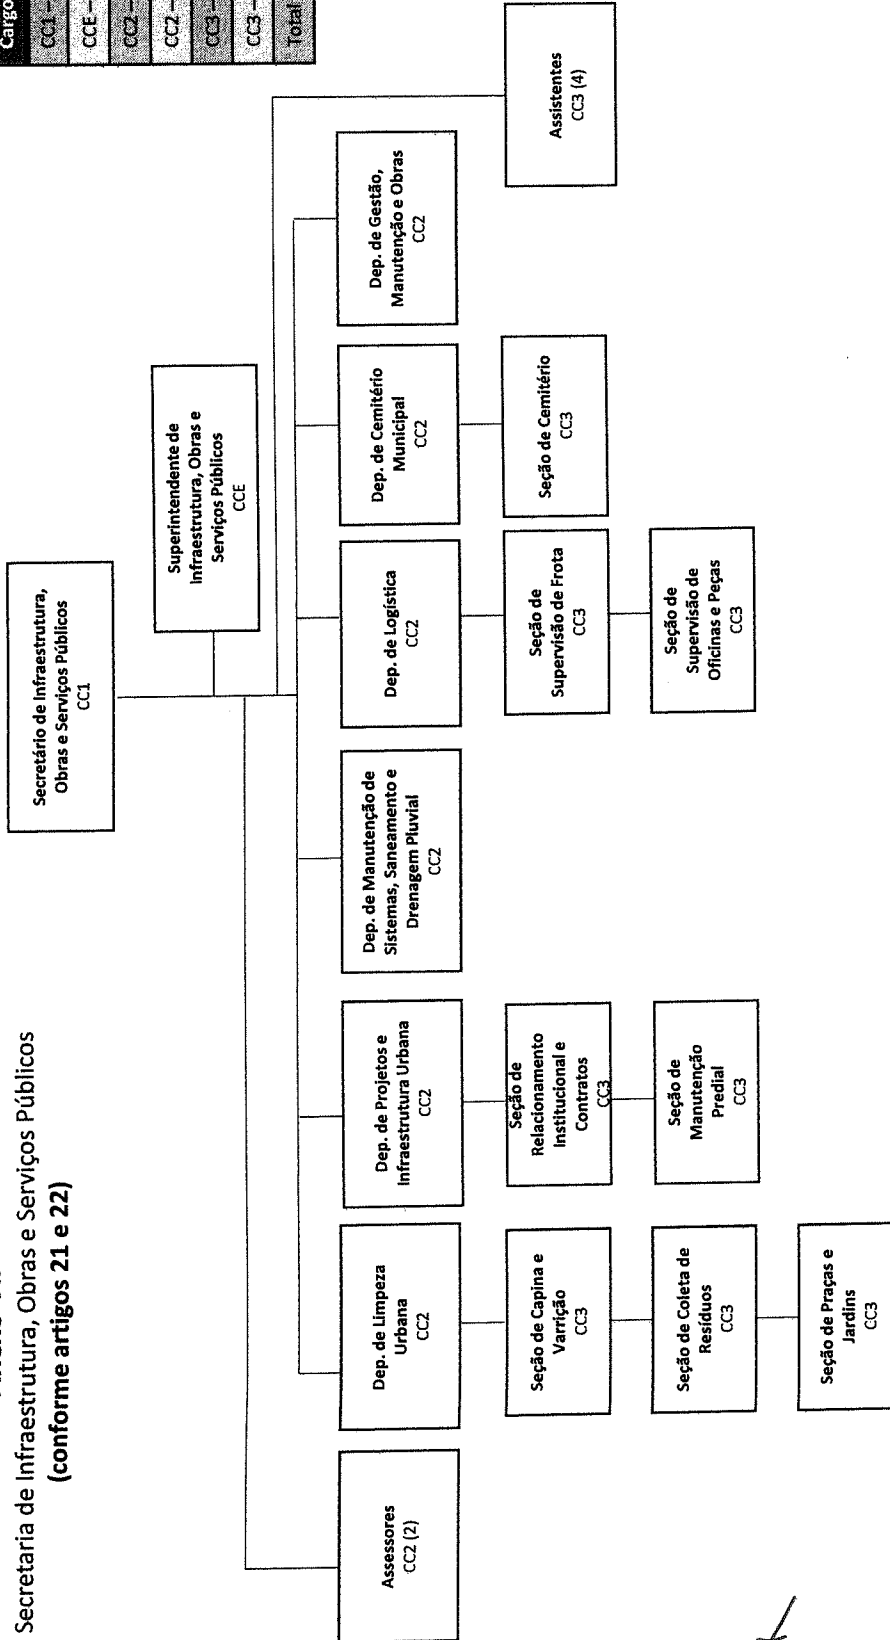 Secretaria de Infraestrutura, Obras e Serviços Públicos
(conforme artigos 21 e 22)
Cargo
CC1 –
CCE –
CC2 –
CC2 –
CC3 –
CC3 –
Total
Secretário de Infraestrutura,
Obras e Serviços Públicos
CC1
Superintendente de
Infraestrutura, Obras e
Serviços Públicos
CCE
Assessores
CC2 (2)
Dep. de Limpeza
Urbana
CC2
Dep. de Projetos e
Infraestrutura Urbana
CC2
Dep. de Manutenção de
Sistemas, Saneamento e
Drenagem Pluvial
CC2
Dep. de Logística
CC2
Dep. de Cemitério
Municipal
CC2
Dep. de Gestão,
Manutenção e Obras
CC2
Seção de Capina e
Varrição
CC3
Seção de
Relacionamento
Institucional e
Contratos
CC3
Seção de
Supervisão de Frota
CC3
Seção de Cemitério
CC3
Assistentes
CC3 (4)
Seção de Coleta de
Resíduos
CC3
Seção de
Manutenção
Predial
CC3
Seção de
Supervisão de
Oficinas e Peças
CC3
Seção de Praças e
Jardins
CC3